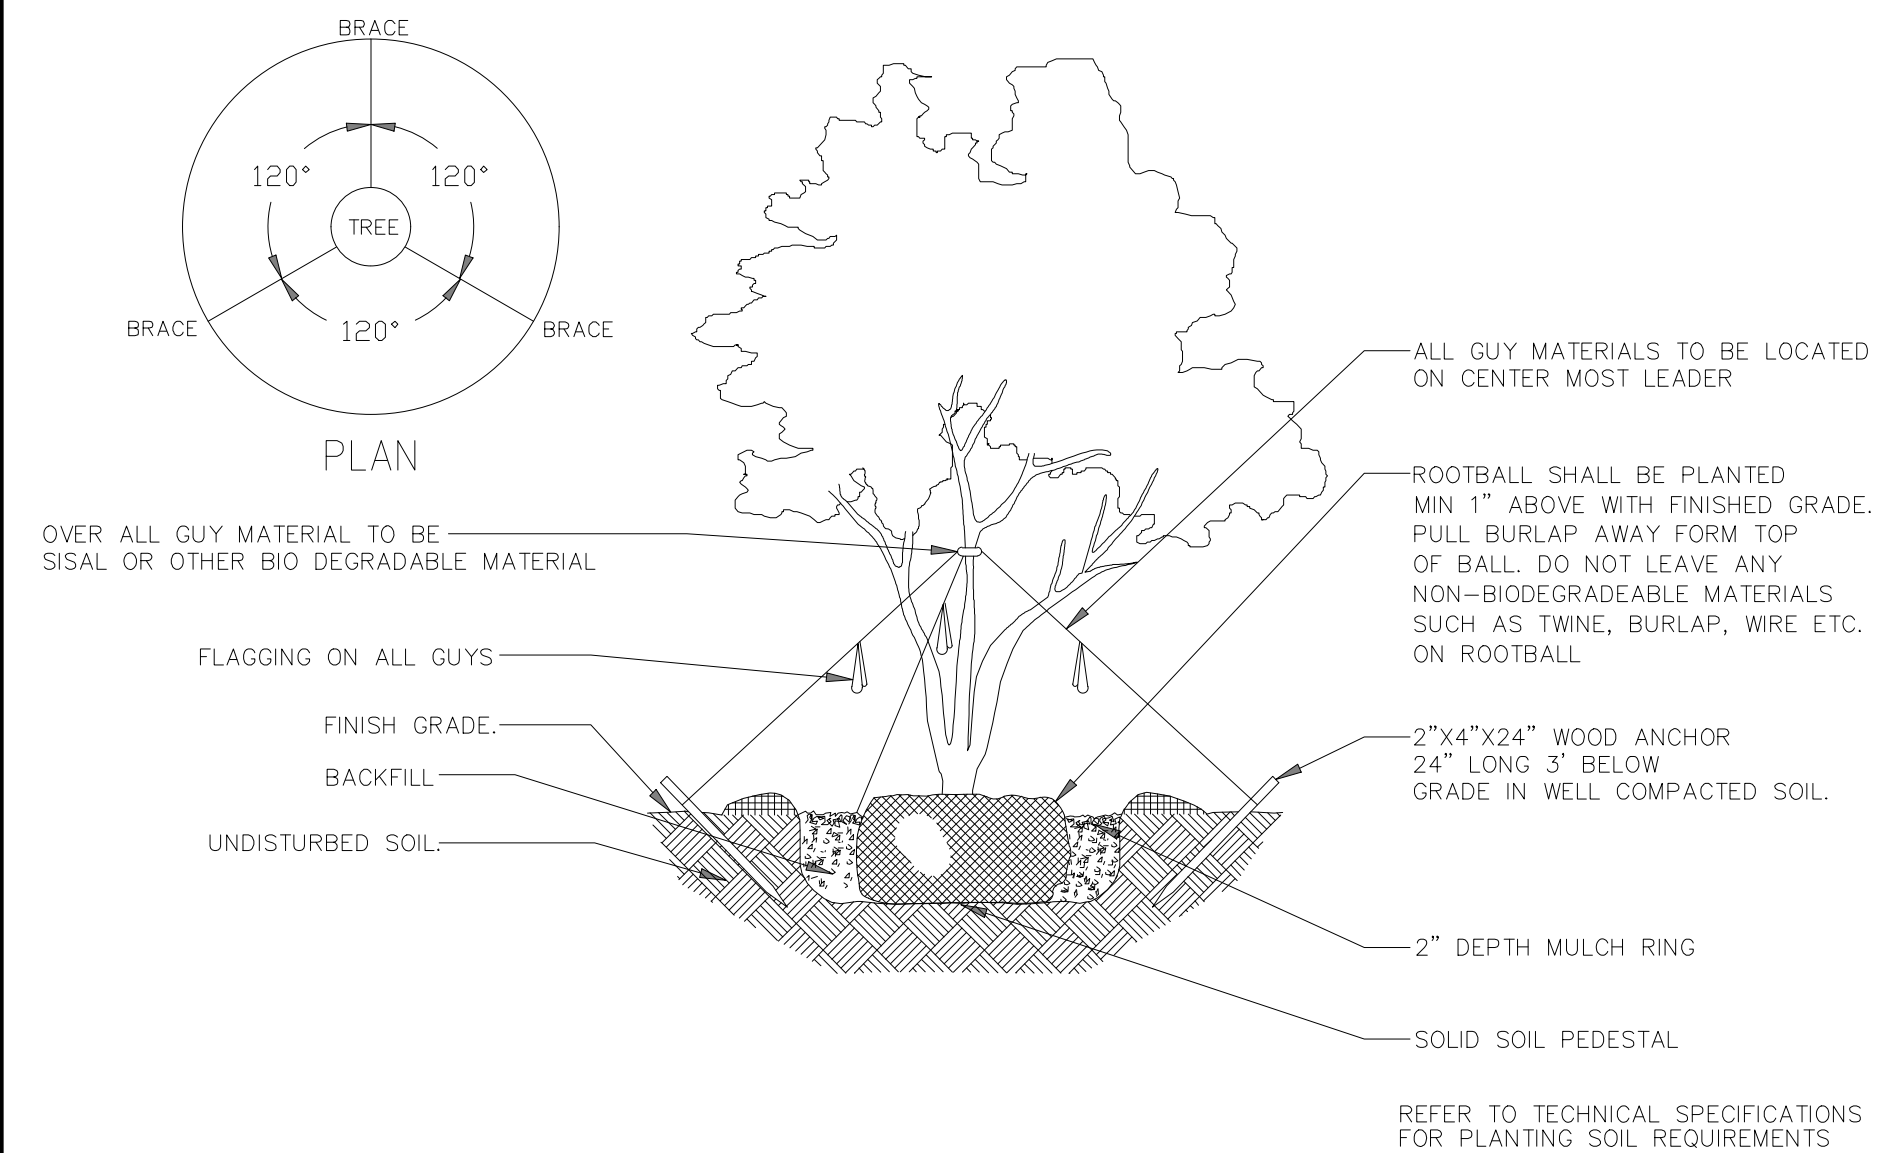 BRACE
120° 120°
TREE
120°
BRACE BRACE
PLAN
OVER ALL GUY MATERIAL TO BE
SISAL OR OTHER BIO DEGRADABLE MATERIAL
FLAGGING ON ALL GUYS
FINISH GRADE.
BACKFILL
UNDISTURBED SOIL.
ALL GUY MATERIALS TO BE LOCATED
ON CENTER MOST LEADER
ROOTBALL SHALL BE PLANTED
MIN 1" ABOVE WITH FINISHED GRADE.
PULL BURLAP AWAY FORM TOP
OF BALL. DO NOT LEAVE ANY
NON-BIODEGRADEABLE MATERIALS
SUCH AS TWINE, BURLAP, WIRE ETC.
ON ROOTBALL
2"X4"X24" WOOD ANCHOR
24" LONG 3' BELOW
GRADE IN WELL COMPACTED SOIL.
2" DEPTH MULCH RING
SOLID SOIL PEDESTAL
REFER TO TECHNICAL SPECIFICATIONS
FOR PLANTING SOIL REQUIREMENTS